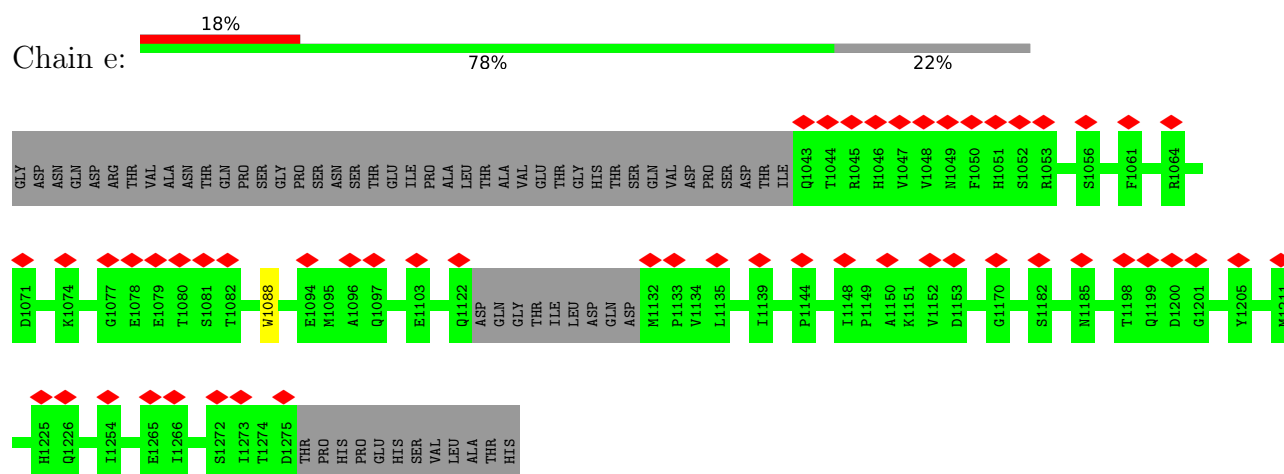 18%
Chain e:
78% 22%
GLY ASP ASN GLN ASP ARG THR VAL ALA ASN THR GLN PRO SER GLY PRO SER ASN SER THR GLU ILE PRO ALA LEU THR ALA VAL GLU THR GLY HIS THR SER GLN VAL ASP PRO SER ASP THR ILE Q1043 T1044 R1045 H1046 V1047 V1048 N1049 F1050 H1051 S1052 R1053 S1056 F1061 R1064
D1071 K1074 G1077 E1078 E1079 T1080 S1081 T1082 W1088 E1094 M1095 A1096 Q1097 E1103 Q1122 ASP GLN GLY THR ILE LEU ASP GLN ASP M1132 P1133 V1134 L1135 I1139 P1144 I1148 P1149 A1150 K1151 V1152 D1153 G1170 S1182 N1185 T1198 Q1199 D1200 G1201 Y1205 M1211
H1225 Q1226 I1254 E1265 I1266 S1272 I1273 T1274 D1275 THR PRO HIS PRO GLU HIS SER VAL LEU ALA THR HIS